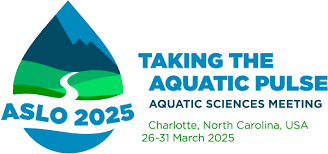 ASLO 2025
TAKING THE
AQUATIC PULSE
AQUATIC SCIENCES MEETING
Charlotte, North Carolina, USA
26-31 March 2025